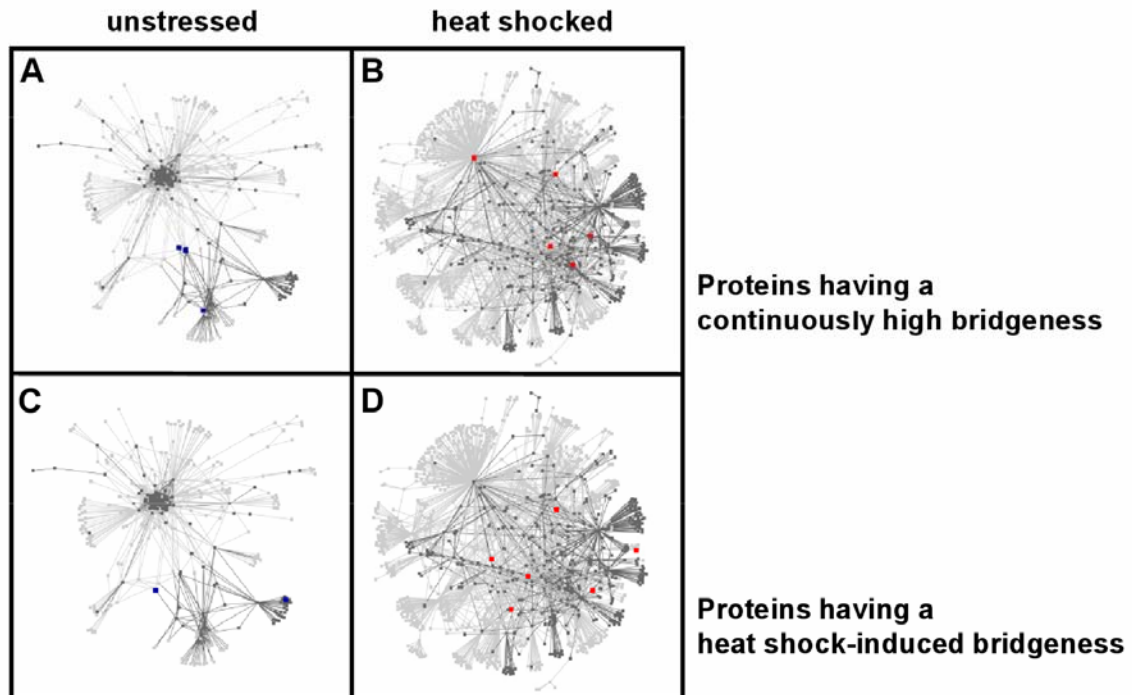 unstressed
heat shocked
A
B
Proteins having a
continuously high bridgeness
C
D
Proteins having a
heat shock-induced bridgeness